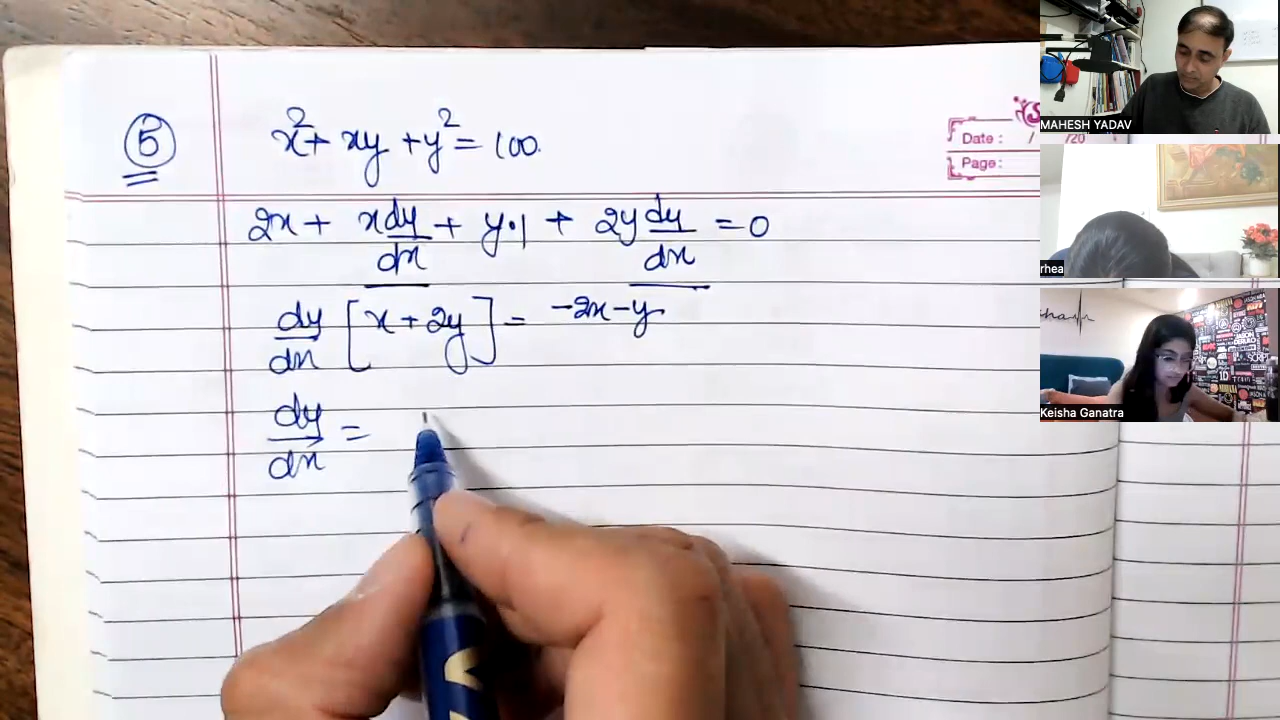 5
x² + xy + y² = 100.
2x + x dy/dx + y·1 + 2y dy/dx = 0
dy/dx [x + 2y] = -2x - y
dy/dx =
Date : / /20
Page:
MAHESH YADAV
rhea
Keisha Ganatra